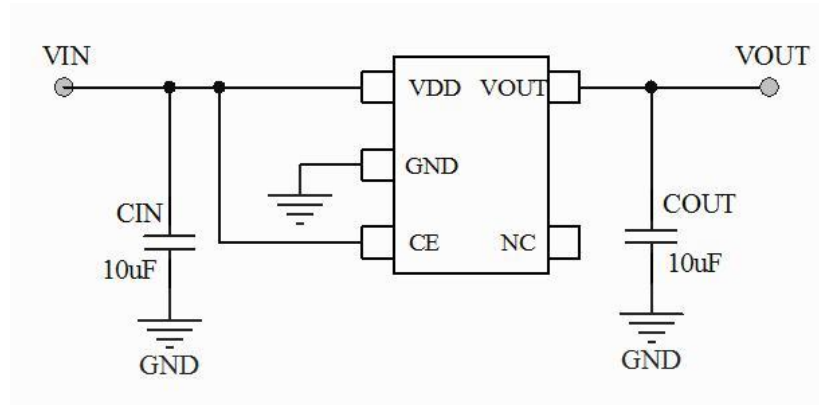 VIN
VOUT
VDD VOUT
GND
CIN
10uF
CE NC
COUT
10uF
GND
GND